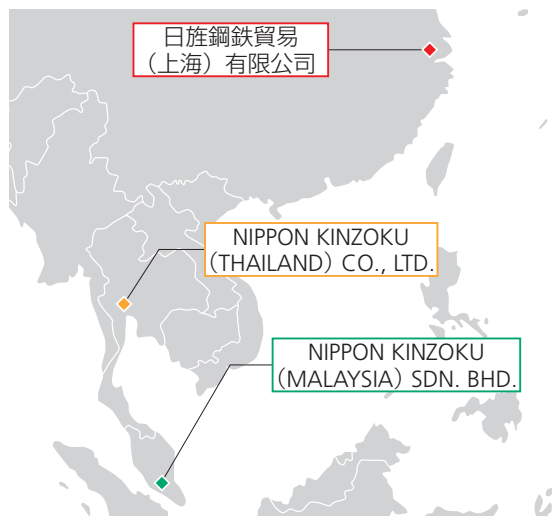 日旌鋼鉄貿易
（上海）有限公司
NIPPON KINZOKU
（THAILAND）CO., LTD.
NIPPON KINZOKU
（MALAYSIA）SDN. BHD.